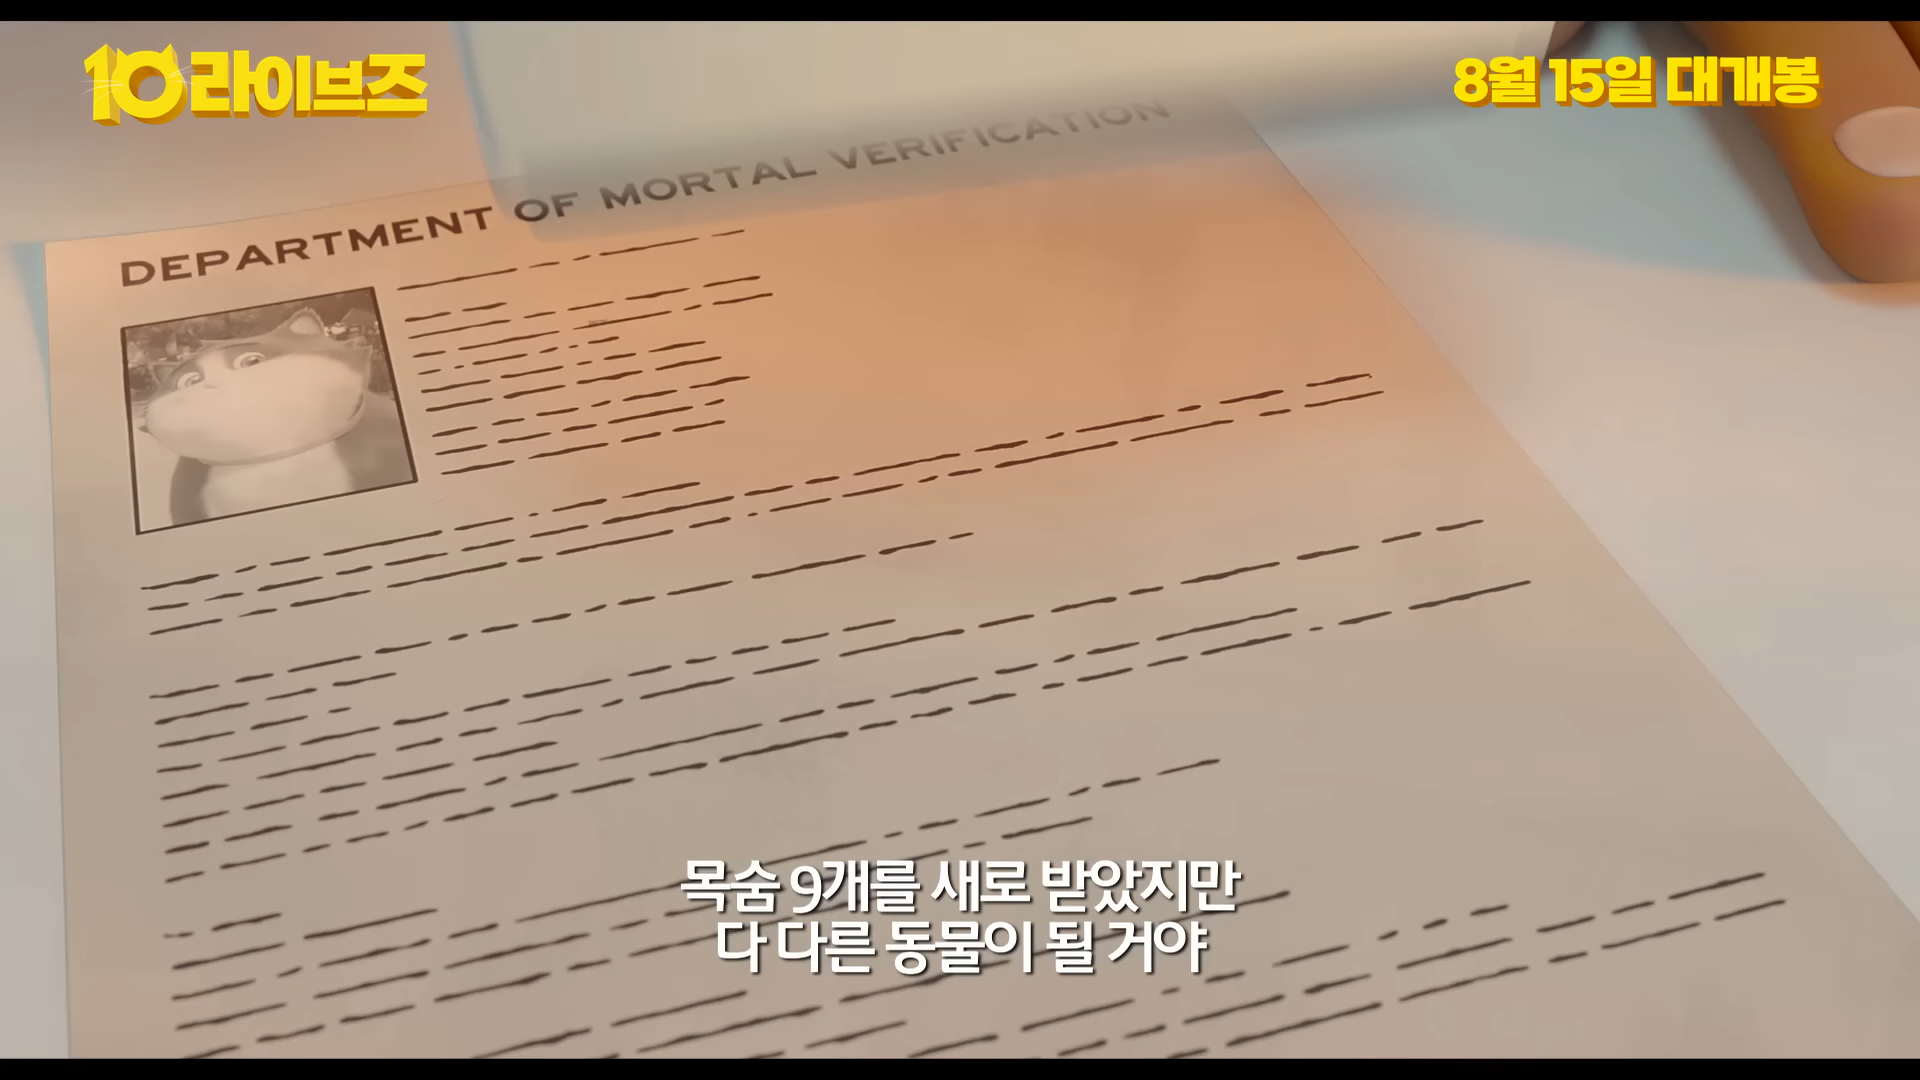 10라이브즈
8월 15일 대개봉
DEPARTMENT OF MORTAL VERIFICATION
목숨 9개를 새로 받았지만
다 다른 동물이 될 거야